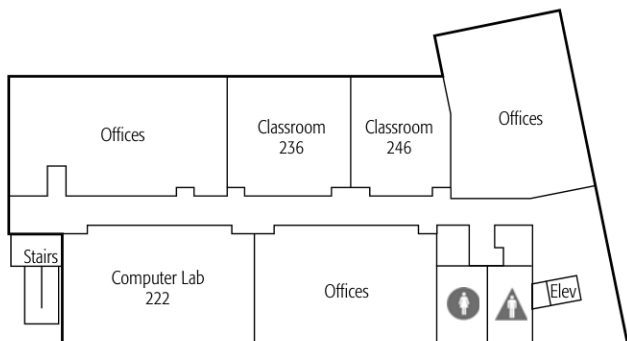 Offices
Classroom
236
Classroom
246
Offices
Stairs
Computer Lab
222
Offices
Elev